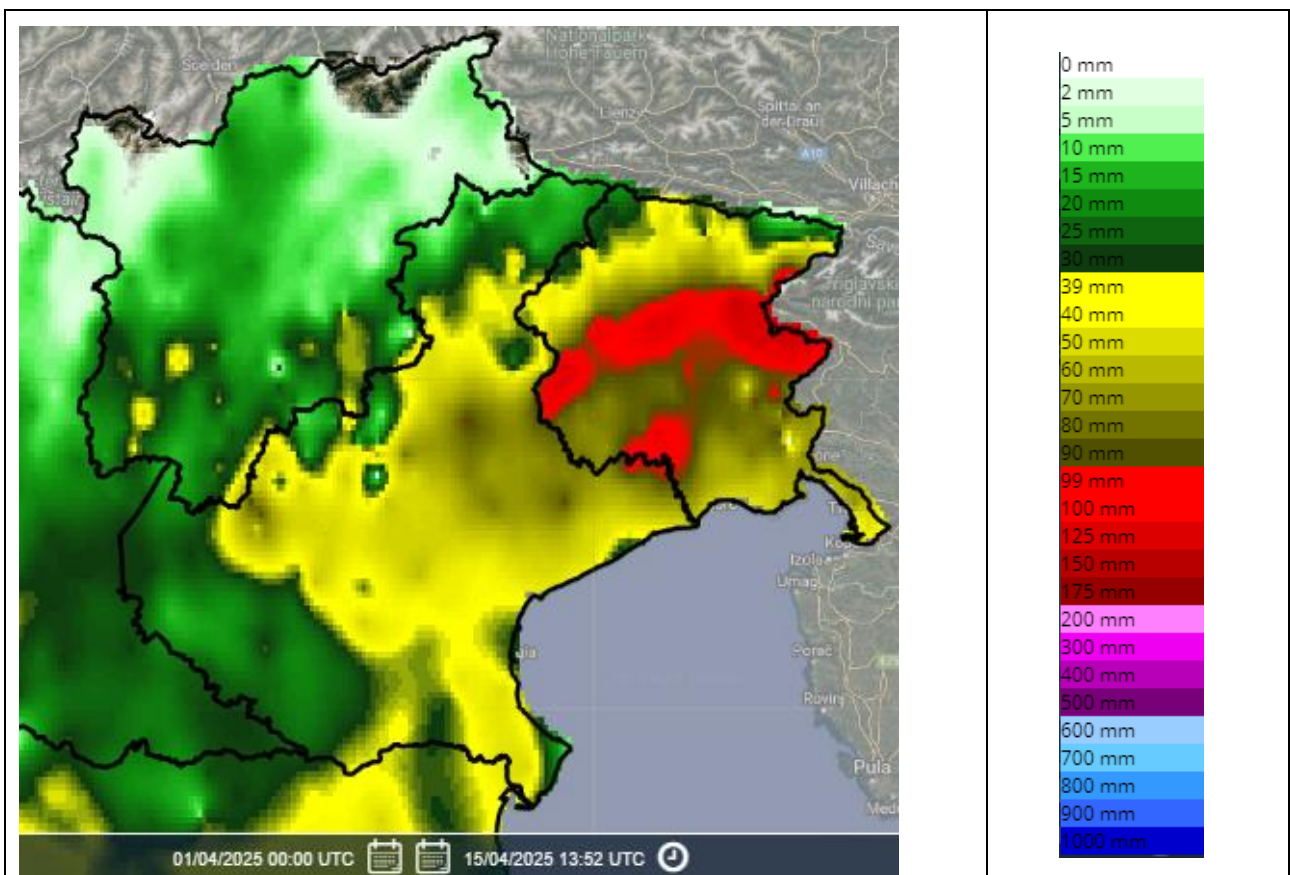 Nationalpark
Hohe Tauern
Soelden
Lienz
Spittal an
der Drau
A10
Villach
Triglavski
narodni
Izola
Umag
Poreč
Rovinj
Pula
01/04/2025 00:00 UTC
15/04/2025 13:52 UTC
0 mm
2 mm
5 mm
10 mm
15 mm
20 mm
25 mm
30 mm
39 mm
40 mm
50 mm
60 mm
70 mm
80 mm
90 mm
99 mm
100 mm
125 mm
150 mm
175 mm
200 mm
300 mm
400 mm
500 mm
600 mm
700 mm
800 mm
900 mm
1000 mm